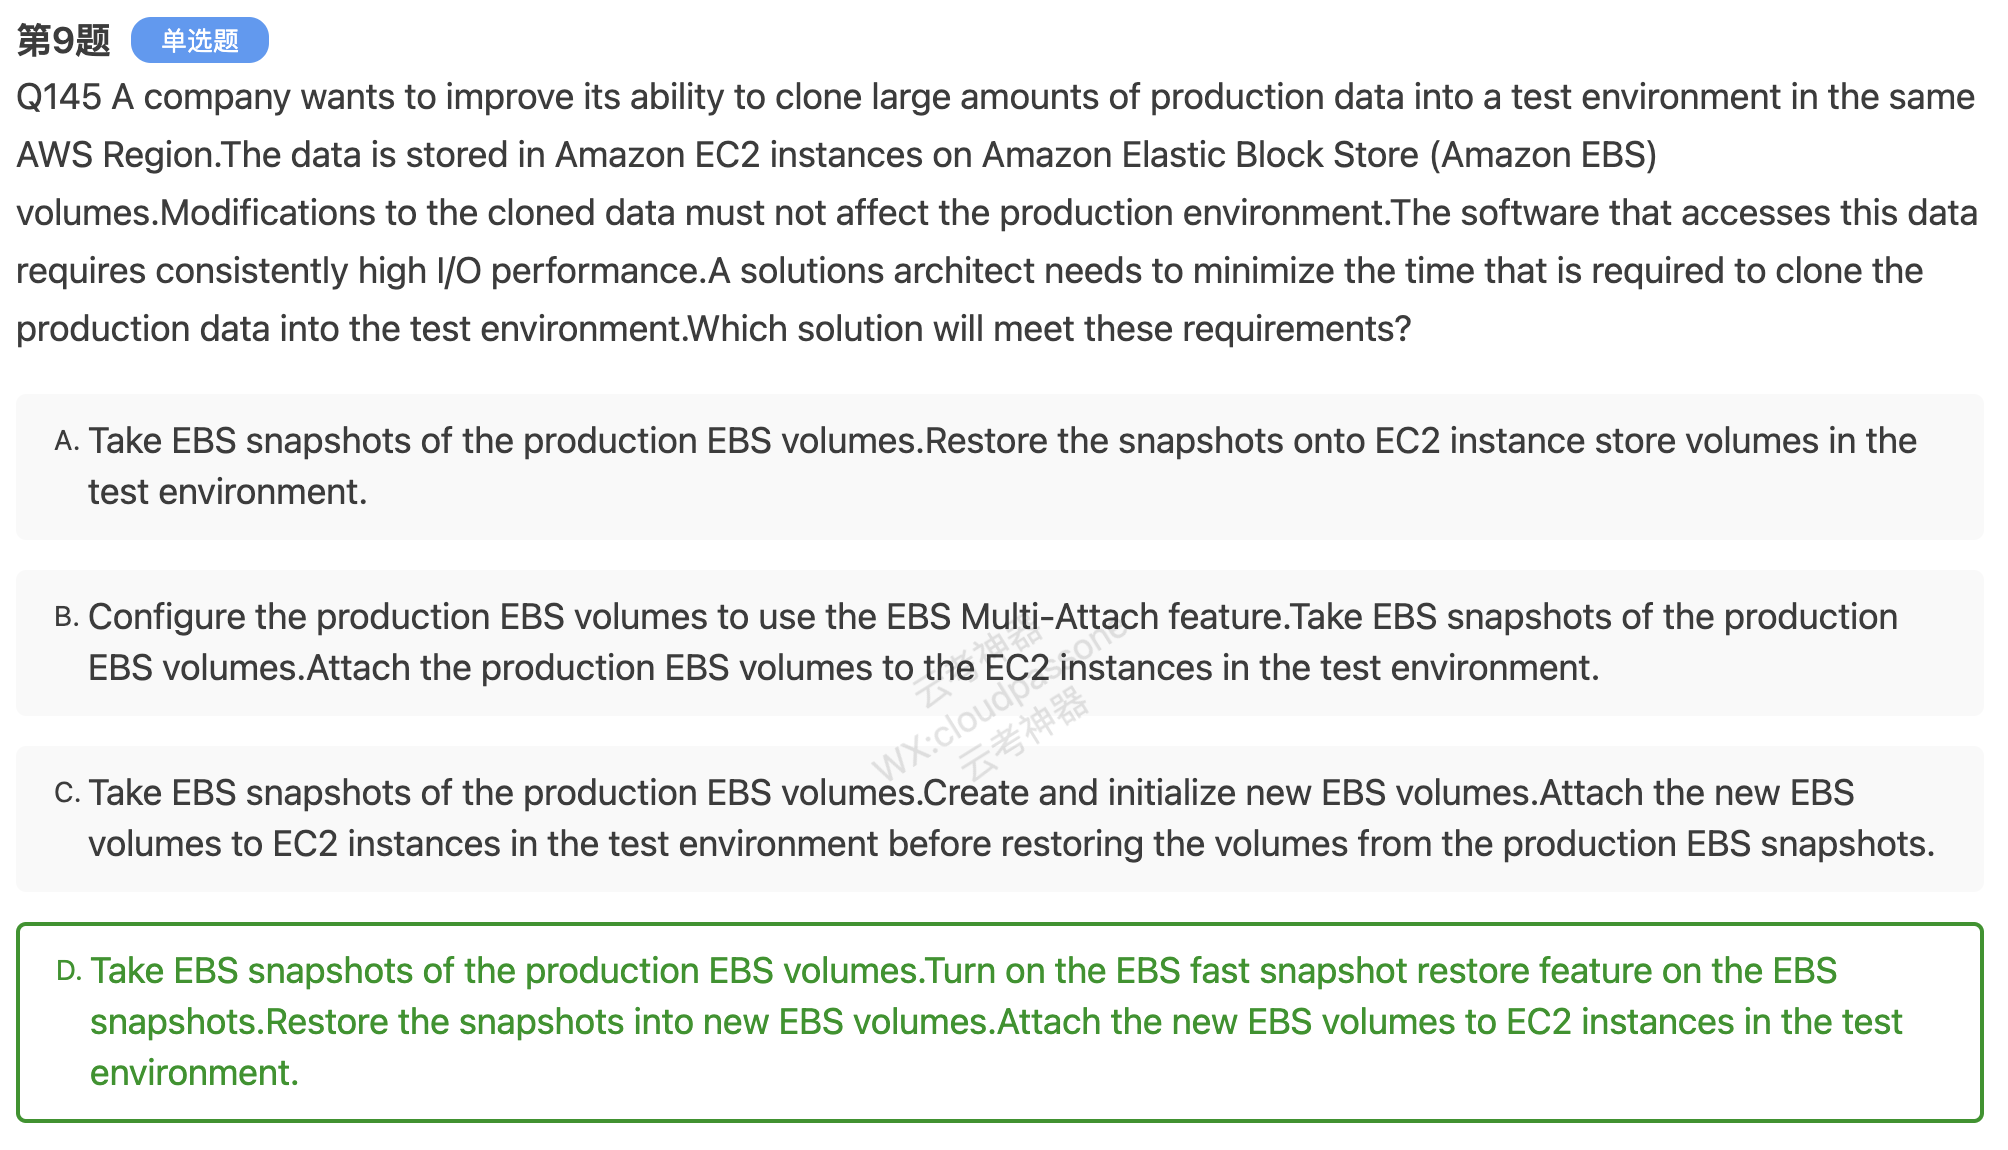 第9题 单选题
Q145 A company wants to improve its ability to clone large amounts of production data into a test environment in the same
AWS Region.The data is stored in Amazon EC2 instances on Amazon Elastic Block Store (Amazon EBS)
volumes.Modifications to the cloned data must not affect the production environment.The software that accesses this data
requires consistently high I/O performance.A solutions architect needs to minimize the time that is required to clone the
production data into the test environment.Which solution will meet these requirements?
A. Take EBS snapshots of the production EBS volumes.Restore the snapshots onto EC2 instance store volumes in the
test environment.
B. Configure the production EBS volumes to use the EBS Multi-Attach feature.Take EBS snapshots of the production
EBS volumes.Attach the production EBS volumes to the EC2 instances in the test environment.
云考神器
WX:cloudpassone
云考神器
C. Take EBS snapshots of the production EBS volumes.Create and initialize new EBS volumes.Attach the new EBS
volumes to EC2 instances in the test environment before restoring the volumes from the production EBS snapshots.
D. Take EBS snapshots of the production EBS volumes.Turn on the EBS fast snapshot restore feature on the EBS
snapshots.Restore the snapshots into new EBS volumes.Attach the new EBS volumes to EC2 instances in the test
environment.